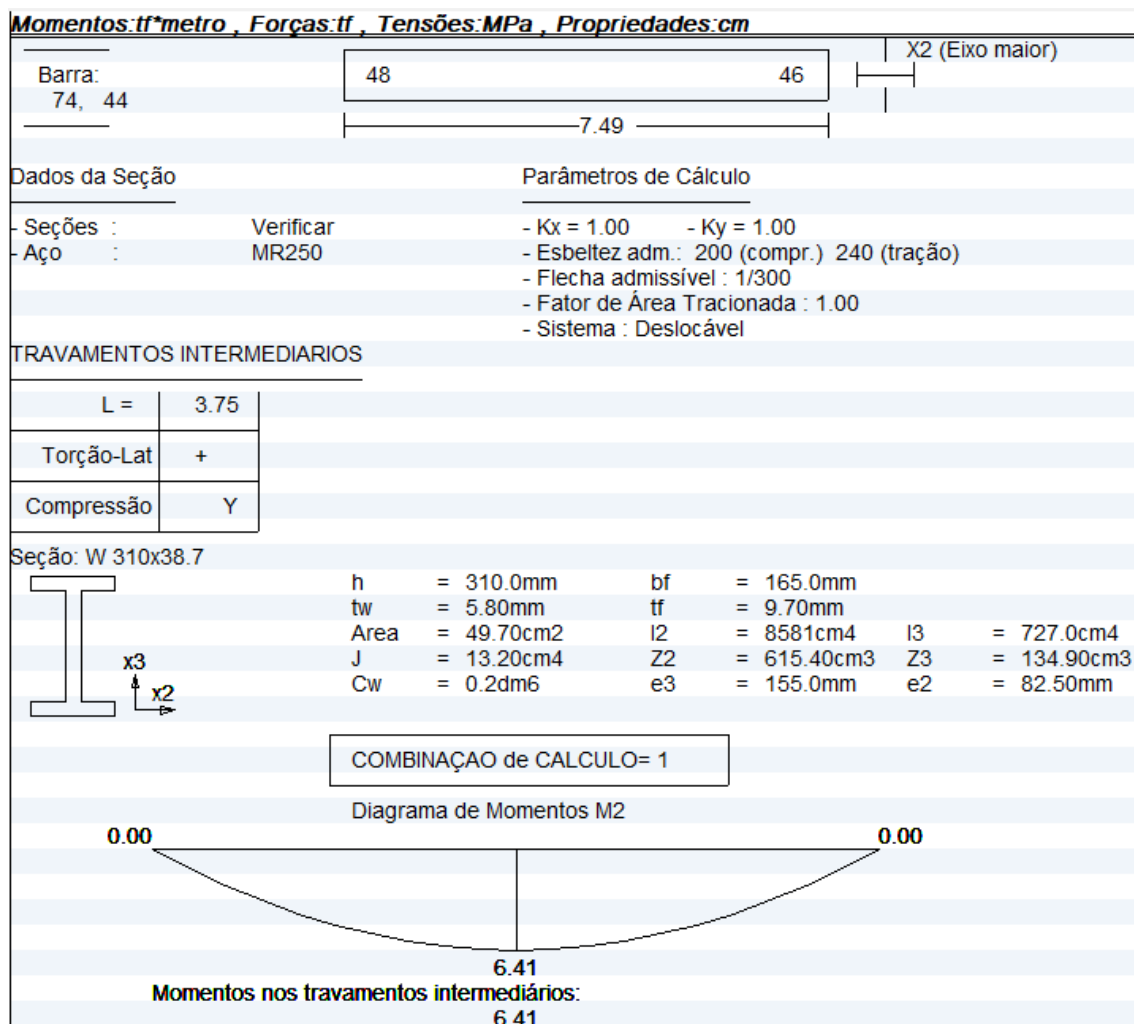 Momentos:tf*metro , Forças:tf , Tensões:MPa , Propriedades:cm
X2 (Eixo maior)
Barra: 48 46
74, 44
7.49
Dados da Seção Parâmetros de Cálculo
- Seções : Verificar - Kx = 1.00 - Ky = 1.00
- Aço : MR250 - Esbeltez adm.: 200 (compr.) 240 (tração)
- Flecha admissível : 1/300
- Fator de Área Tracionada : 1.00
- Sistema : Deslocável
TRAVAMENTOS INTERMEDIARIOS
L = 3.75
Torção-Lat +
Compressão Y
Seção: W 310x38.7
h = 310.0mm bf = 165.0mm
tw = 5.80mm tf = 9.70mm
Area = 49.70cm2 I2 = 8581cm4 I3 = 727.0cm4
J = 13.20cm4 Z2 = 615.40cm3 Z3 = 134.90cm3
Cw = 0.2dm6 e3 = 155.0mm e2 = 82.50mm
x3
x2
COMBINAÇAO de CALCULO= 1
Diagrama de Momentos M2
0.00 0.00
6.41
Momentos nos travamentos intermediários:
6.41